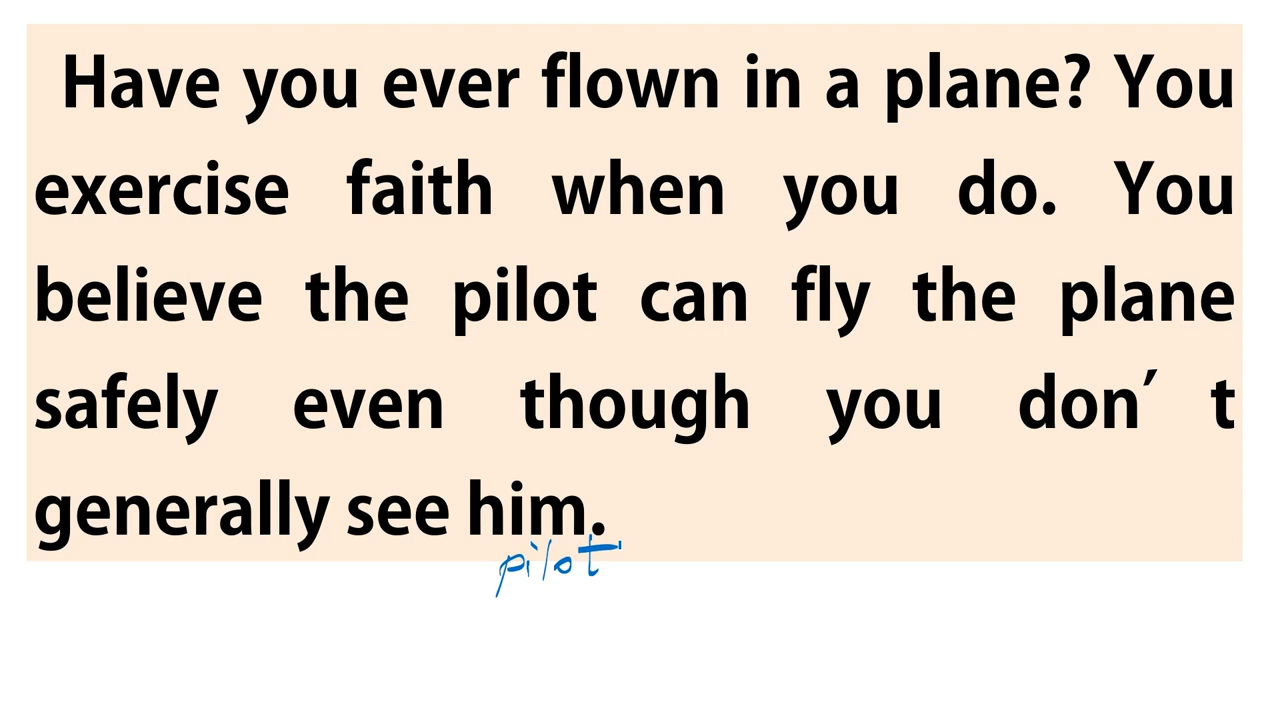 Have you ever flown in a plane? You
exercise faith when you do. You
believe the pilot can fly the plane
safely even though you don′ t
generally see him.
pilot